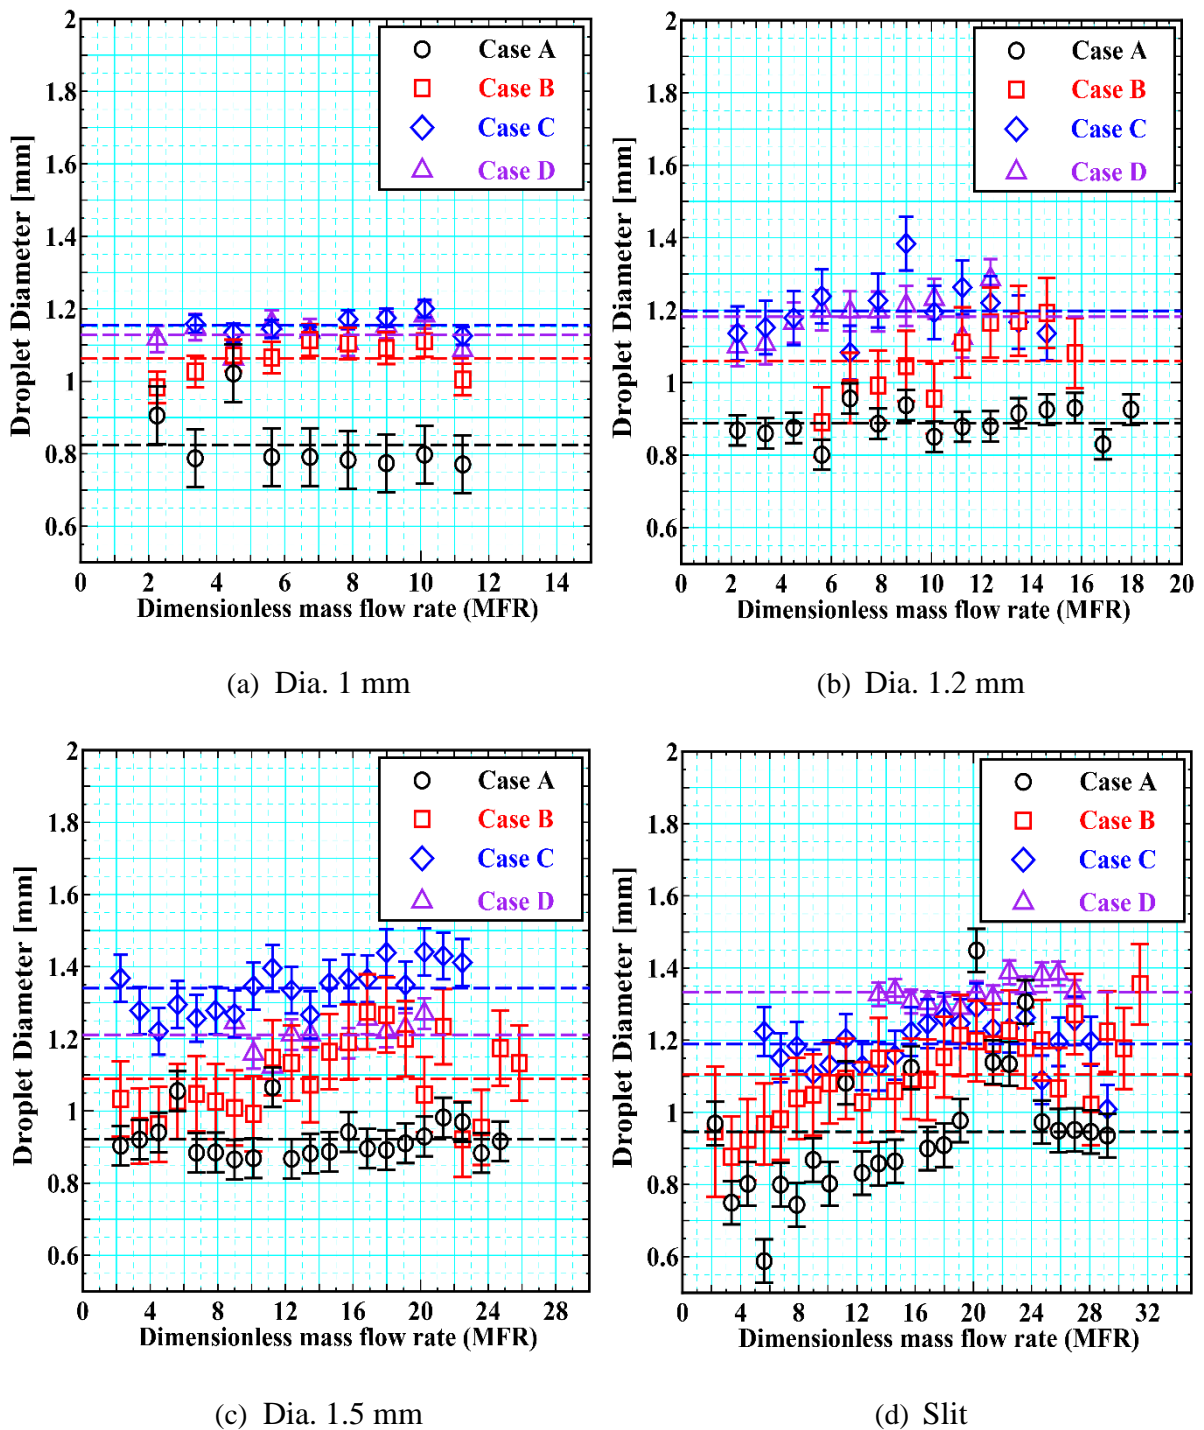 2
1.8
1.6
1.4
1.2
1
0.8
0.6
Droplet Diameter [mm]
Case A
Case B
Case C
Case D
0 2 4 6 8 10 12 14
Dimensionless mass flow rate (MFR)
(a) Dia. 1 mm
2
1.8
1.6
1.4
1.2
1
0.8
0.6
Droplet Diameter [mm]
Case A
Case B
Case C
Case D
0 2 4 6 8 10 12 14 16 18 20
Dimensionless mass flow rate (MFR)
(b) Dia. 1.2 mm
2
1.8
1.6
1.4
1.2
1
0.8
0.6
Droplet Diameter [mm]
Case A
Case B
Case C
Case D
0 4 8 12 16 20 24 28
Dimensionless mass flow rate (MFR)
(c) Dia. 1.5 mm
2
1.8
1.6
1.4
1.2
1
0.8
0.6
Droplet Diameter [mm]
Case A
Case B
Case C
Case D
0 4 8 12 16 20 24 28 32
Dimensionless mass flow rate (MFR)
(d) Slit